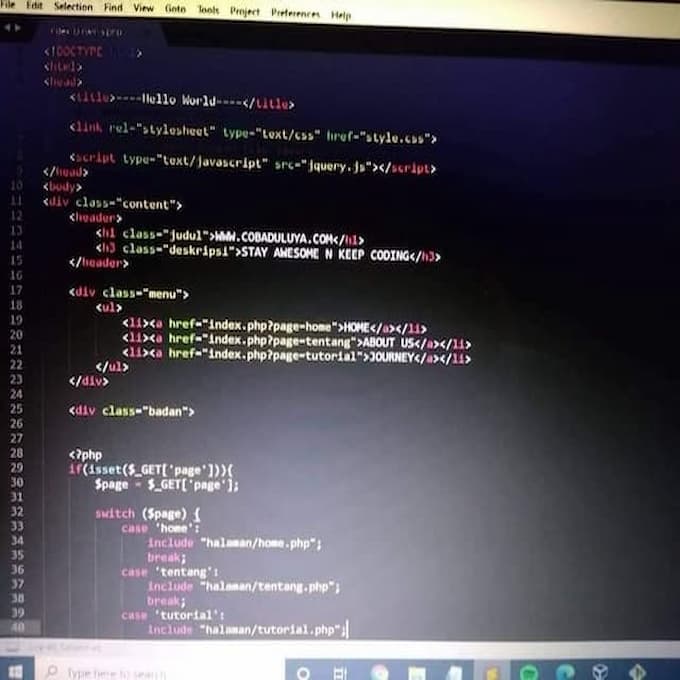 File Edit Selection Find View Goto Tools Project Preferences Help
<!DOCTYPE
<html>
<head>
<title>----Hello World----</title>
<link rel="stylesheet" type="text/css" href="style.css">
<script type="text/javascript" src="jquery.js"></script>
9 </head>
10 <body>
11 <div class="content">
12 <header>
13 <h1 class="judul">WWW.COBADULUYA.COM</h1>
14 <h3 class="deskripsi">STAY AWESOME N KEEP CODING</h3>
15 </header>
16
17 <div class="menu">
18 <ul>
19 <li><a href="index.php?page=home">HOME</a></li>
20 <li><a href="index.php?page=tentang">ABOUT US</a></li>
21 <li><a href="index.php?page=tutorial">JOURNEY</a></li>
22 </ul>
23 </div>
24
25 <div class="badan">
26
27
28 <?php
29 if(isset($_GET['page'])){
30 $page = $_GET['page'];
31
32 switch ($page) {
33 case 'home':
34 include "halaman/home.php";
35 break;
36 case 'tentang':
37 include "halaman/tentang.php";
38 break;
39 case 'tutorial':
40 include "halaman/tutorial.php";
Type here to search